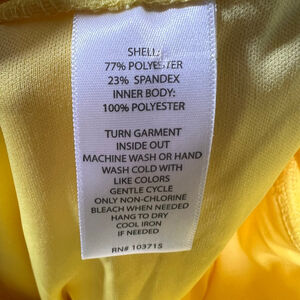 SHELL:
77% POLYESTER
23% SPANDEX
INNER BODY:
100% POLYESTER
TURN GARMENT
INSIDE OUT
MACHINE WASH OR HAND
WASH COLD WITH
LIKE COLORS
GENTLE CYCLE
ONLY NON-CHLORINE
BLEACH WHEN NEEDED
HANG TO DRY
COOL IRON
IF NEEDED
RN# 103715